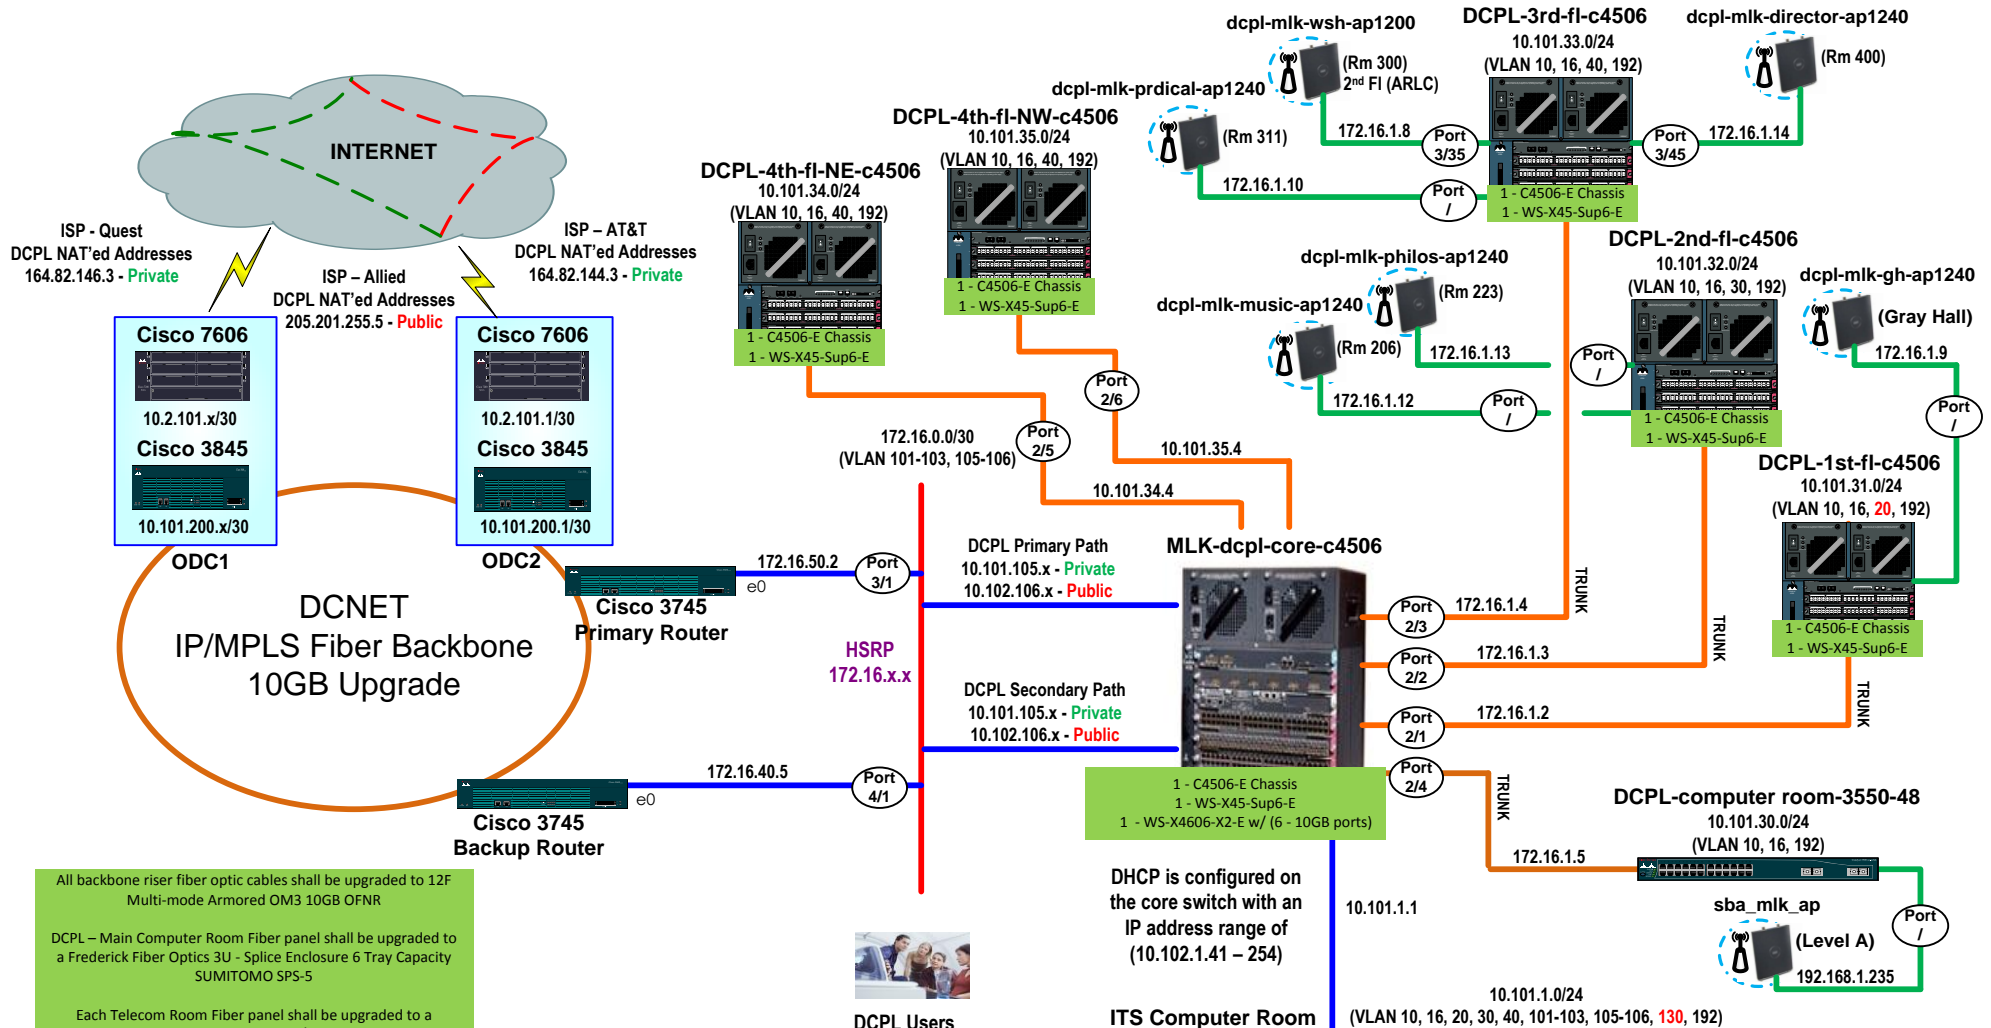 INTERNET
ISP - Quest
DCPL NAT'ed Addresses
164.82.146.3 - Private
ISP – Allied
DCPL NAT'ed Addresses
205.201.255.5 - Public
ISP – AT&T
DCPL NAT'ed Addresses
164.82.144.3 - Private
Cisco 7606
10.2.101.x/30
Cisco 3845
10.101.200.x/30
ODC1
Cisco 7606
10.2.101.1/30
Cisco 3845
10.101.200.1/30
ODC2
DCNET
IP/MPLS Fiber Backbone
10GB Upgrade
Cisco 3745
Primary Router
e0
172.16.50.2
Port
3/1
Cisco 3745
Backup Router
e0
172.16.40.5
Port
4/1
172.16.0.0/30
(VLAN 101-103, 105-106)
HSRP
172.16.x.x
DCPL Primary Path
10.101.105.x - Private
10.102.106.x - Public
DCPL Secondary Path
10.101.105.x - Private
10.102.106.x - Public
DCPL-4th-fl-NE-c4506
10.101.34.0/24
(VLAN 10, 16, 40, 192)
1 - C4506-E Chassis
1 - WS-X45-Sup6-E
Port
2/5
10.101.34.4
DCPL-4th-fl-NW-c4506
10.101.35.0/24
(VLAN 10, 16, 40, 192)
1 - C4506-E Chassis
1 - WS-X45-Sup6-E
Port
2/6
10.101.35.4
dcpl-mlk-wsh-ap1200
(Rm 300)
2nd Fl (ARLC)
172.16.1.8
Port
3/35
dcpl-mlk-prdical-ap1240
(Rm 311)
172.16.1.10
Port
/
DCPL-3rd-fl-c4506
10.101.33.0/24
(VLAN 10, 16, 40, 192)
1 - C4506-E Chassis
1 - WS-X45-Sup6-E
dcpl-mlk-director-ap1240
(Rm 400)
172.16.1.14
Port
3/45
dcpl-mlk-philos-ap1240
(Rm 223)
172.16.1.13
Port
/
dcpl-mlk-music-ap1240
(Rm 206)
172.16.1.12
Port
/
DCPL-2nd-fl-c4506
10.101.32.0/24
(VLAN 10, 16, 30, 192)
1 - C4506-E Chassis
1 - WS-X45-Sup6-E
dcpl-mlk-gh-ap1240
(Gray Hall)
172.16.1.9
Port
/
DCPL-1st-fl-c4506
10.101.31.0/24
(VLAN 10, 16, 20, 192)
1 - C4506-E Chassis
1 - WS-X45-Sup6-E
MLK-dcpl-core-c4506
Port
2/3
172.16.1.4
TRUNK
Port
2/2
172.16.1.3
TRUNK
Port
2/1
172.16.1.2
TRUNK
Port
2/4
TRUNK
172.16.1.5
1 - C4506-E Chassis
1 - WS-X45-Sup6-E
1 - WS-X4606-X2-E w/ (6 - 10GB ports)
DHCP is configured on
the core switch with an
IP address range of
(10.102.1.41 – 254)
10.101.1.1
DCPL-computer room-3550-48
10.101.30.0/24
(VLAN 10, 16, 192)
sba_mlk_ap
(Level A)
192.168.1.235
Port
/
ITS Computer Room
10.101.1.0/24
(VLAN 10, 16, 20, 30, 40, 101-103, 105-106, 130, 192)
DCPL Users
All backbone riser fiber optic cables shall be upgraded to 12F
Multi-mode Armored OM3 10GB OFNR
DCPL – Main Computer Room Fiber panel shall be upgraded to
a Frederick Fiber Optics 3U - Splice Enclosure 6 Tray Capacity
SUMITOMO SPS-5
Each Telecom Room Fiber panel shall be upgraded to a